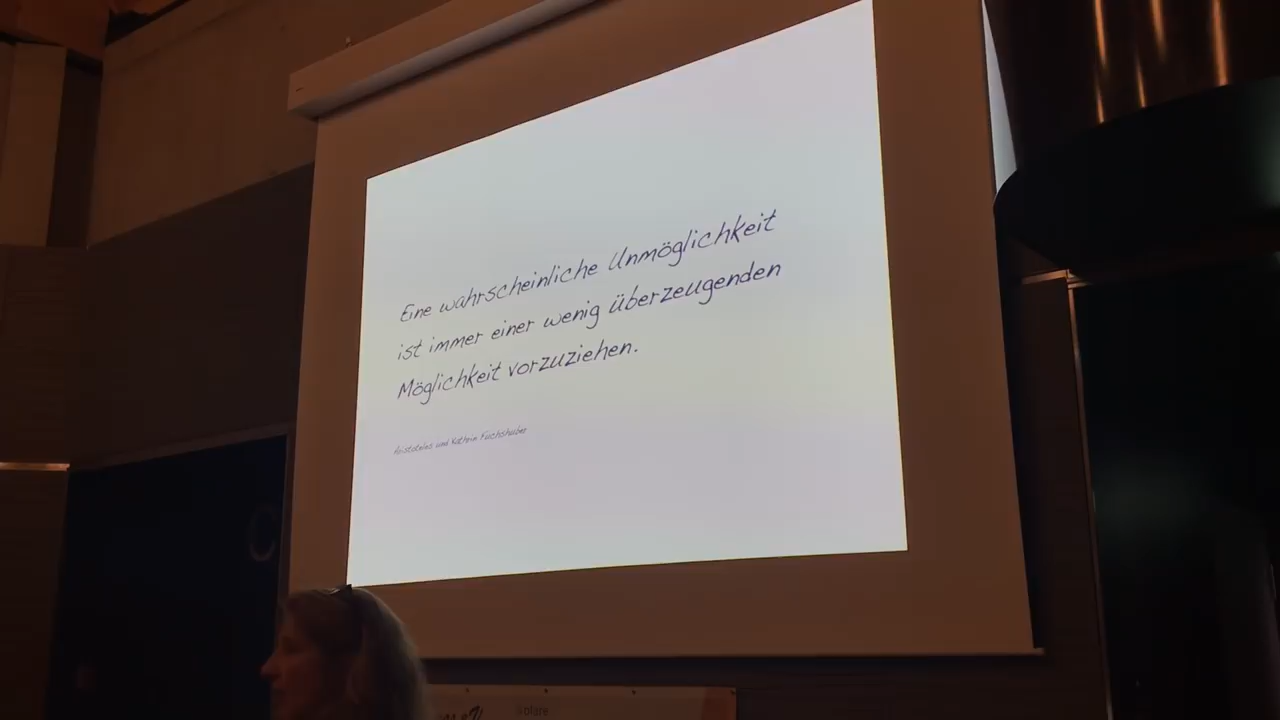 Eine wahrscheinliche Unmöglichkeit
ist immer einer wenig überzeugenden
Möglichkeit vorzuziehen.
Aristoteles und Kathrin Fuchshuber